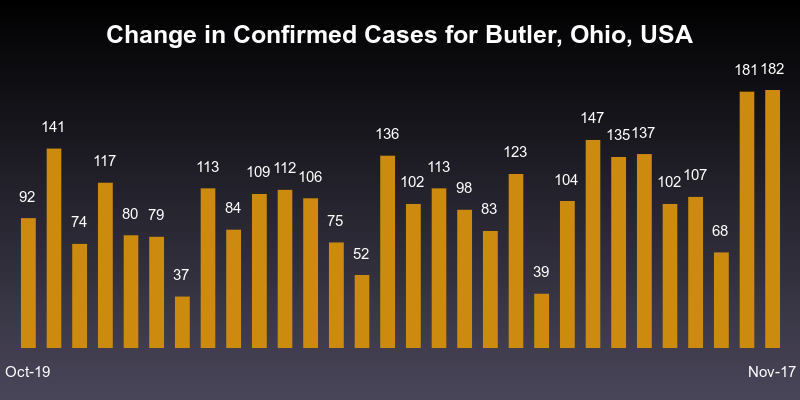 Change in Confirmed Cases for Butler, Ohio, USA
92 141 74 117 80 79 37 113 84 109 112 106 75 52 136 102 113 98 83 123 39 104 147 135 137 102 107 68 181 182
Oct-19 Nov-17